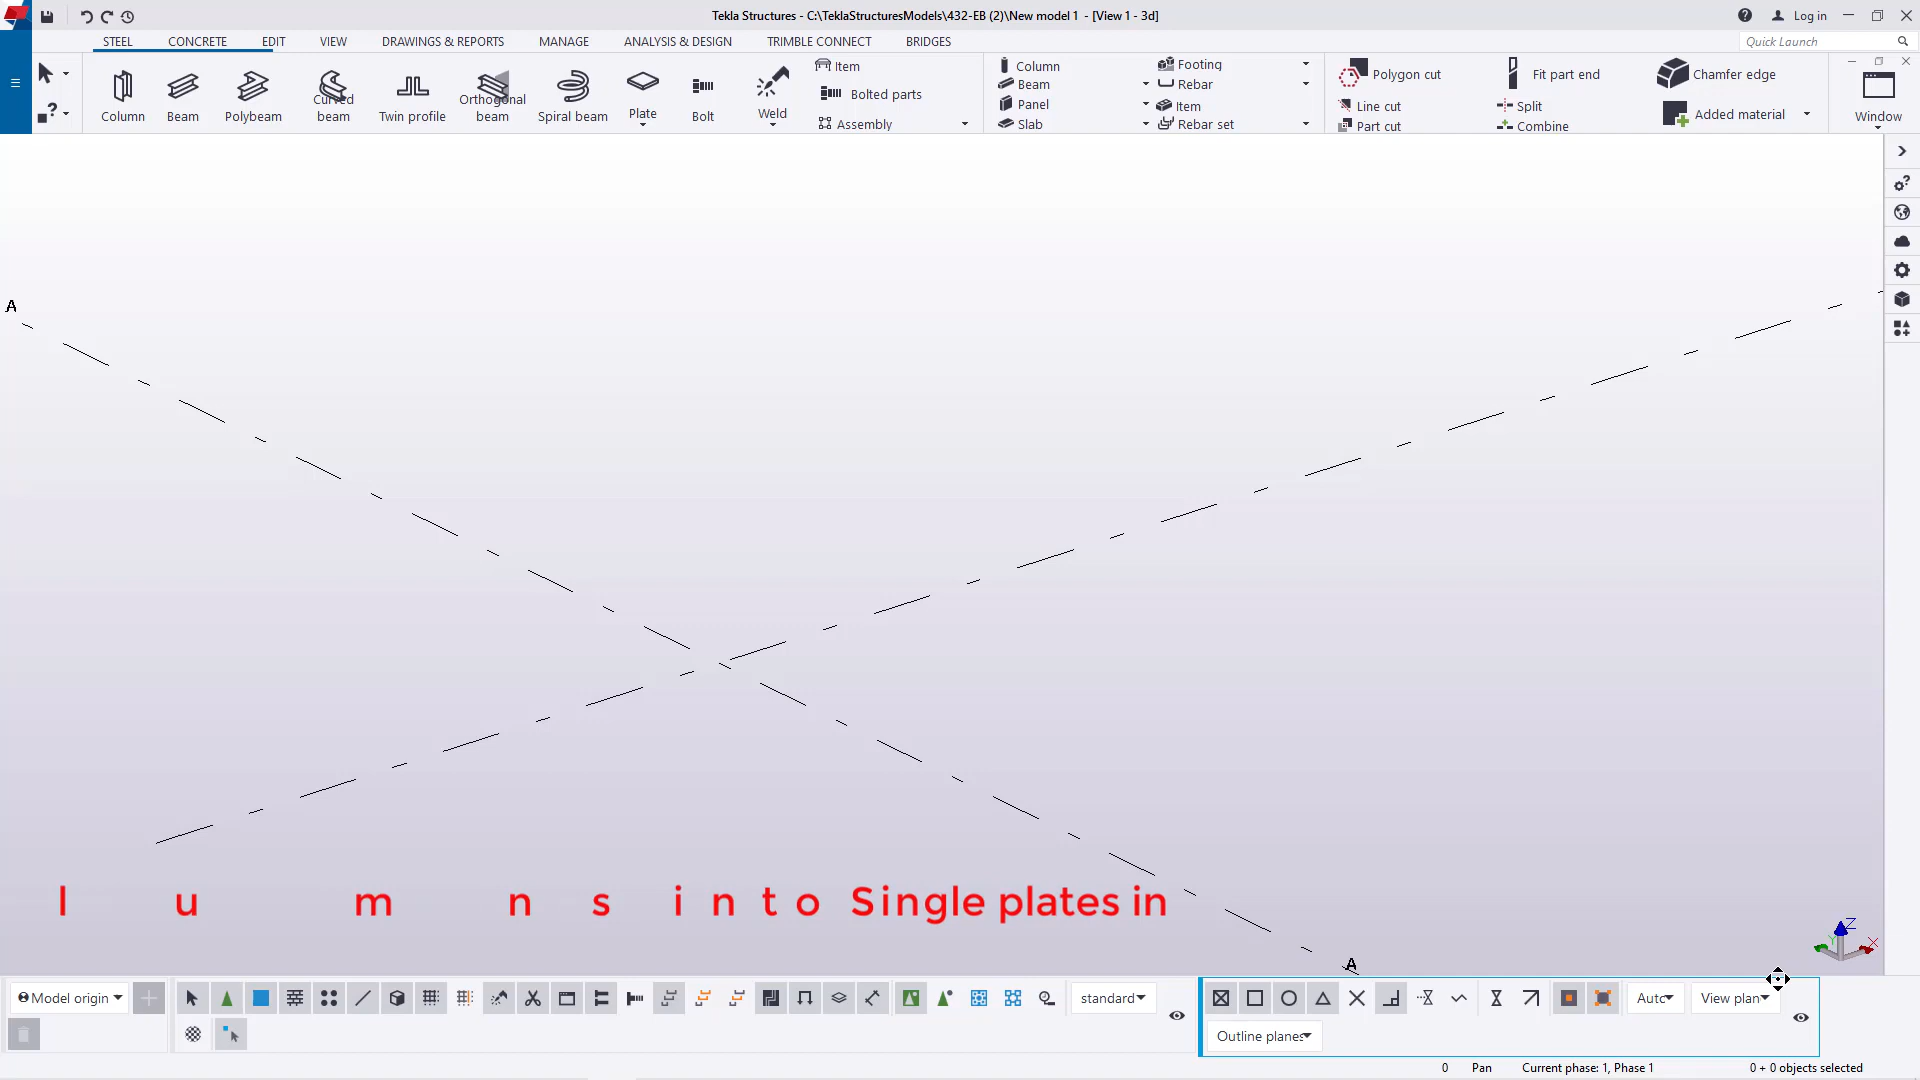 Tekla Structures - C:\TeklaStructuresModels\432-EB (2)\New model 1 - [View 1 - 3d]
Log in
STEEL CONCRETE EDIT VIEW DRAWINGS & REPORTS MANAGE ANALYSIS & DESIGN TRIMBLE CONNECT BRIDGES
Quick Launch
Column
Beam
Polybeam
Curved beam
Twin profile
Orthogonal beam
Spiral beam
Plate
Bolt
Weld
Item
Bolted parts
Assembly
Column
Beam
Panel
Slab
Footing
Rebar
Item
Rebar set
Polygon cut
Line cut
Part cut
Fit part end
Split
Combine
Chamfer edge
Added material
Window
A
l u m n s i n t o Single plates in
A
Z
Y
X
Model origin
standard
Auto
View plan
Outline planes
0 Pan Current phase: 1, Phase 1 0 + 0 objects selected